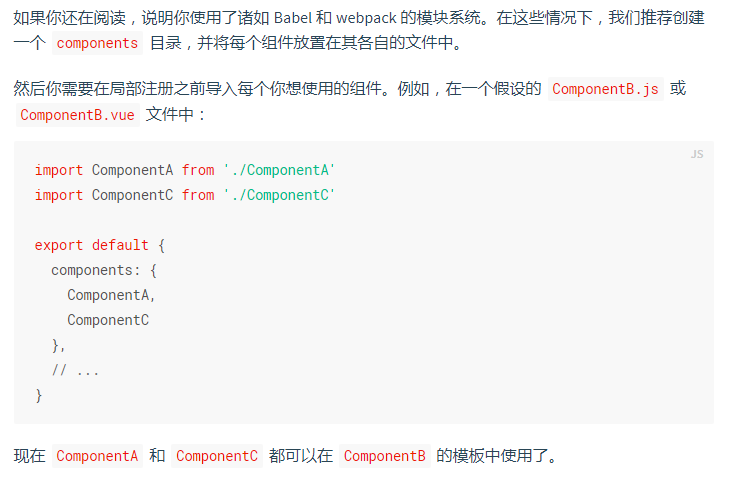 如果你还在阅读，说明你使用了诸如 Babel 和 webpack 的模块系统。在这些情况下，我们推荐创建
一个 components 目录，并将每个组件放置在其各自的文件中。
然后你需要在局部注册之前导入每个你想使用的组件。例如，在一个假设的 ComponentB.js 或
ComponentB.vue 文件中：
JS
import ComponentA from './ComponentA'
import ComponentC from './ComponentC'
export default {
  components: {
    ComponentA,
    ComponentC
  },
  // ...
}
现在 ComponentA 和 ComponentC 都可以在 ComponentB 的模板中使用了。